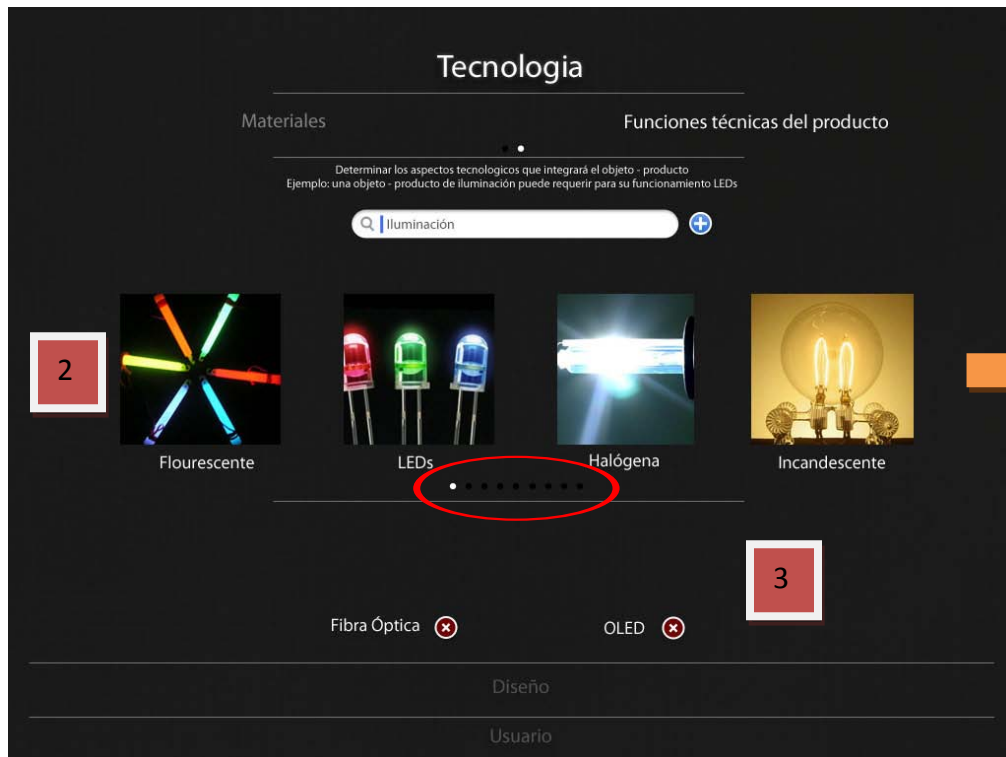 Tecnologia
Materiales
Funciones técnicas del producto
Determinar los aspectos tecnologicos que integrará el objeto - producto
Ejemplo: una objeto - producto de iluminación puede requerir para su funcionamiento LEDs
Iluminación
2
Flourescente
LEDs
Halógena
Incandescente
3
Fibra Óptica
OLED
Diseño
Usuario